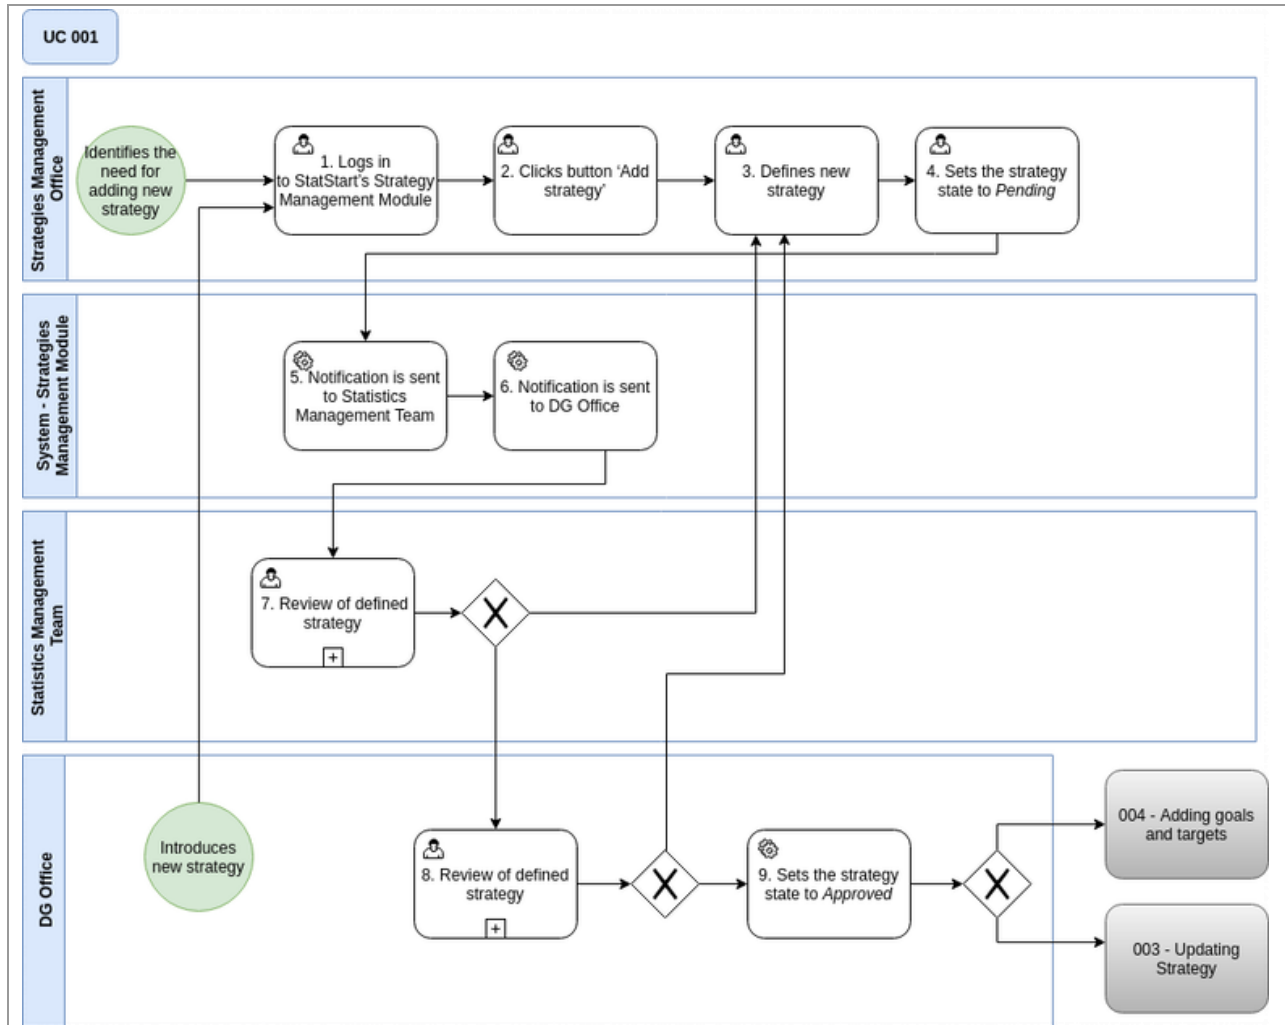 UC 001
Strategies Management
Office
Identifies the
need for
adding new
strategy
1. Logs in
to StatStart's Strategy
Management Module
2. Clicks button ‘Add
strategy’
3. Defines new
strategy
4. Sets the strategy
state to Pending
System - Strategies
Management Module
5. Notification is sent
to Statistics
Management Team
6. Notification is sent
to DG Office
Statistics Management
Team
7. Review of defined
strategy
DG Office
Introduces
new strategy
8. Review of defined
strategy
9. Sets the strategy
state to Approved
004 - Adding goals
and targets
003 - Updating
Strategy